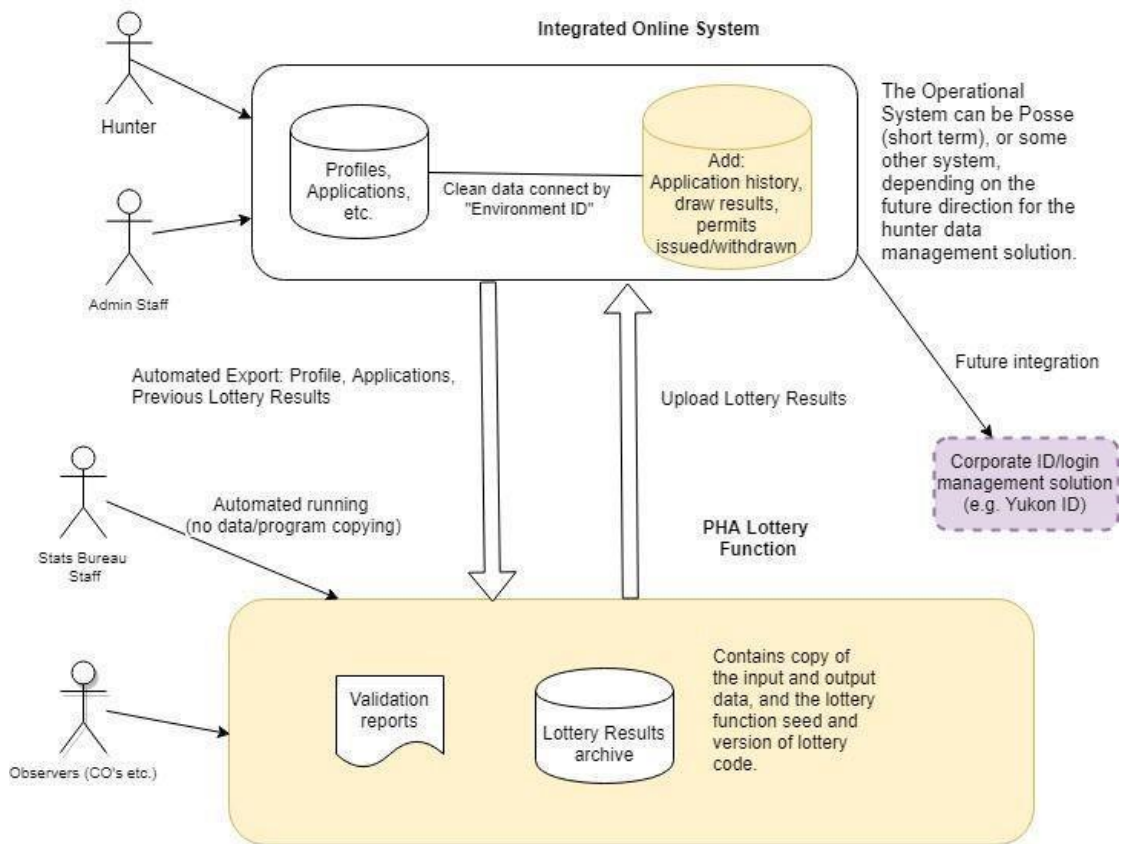 Integrated Online System
Hunter
Profiles,
Applications,
etc.
Clean data connect by
"Environment ID"
Add:
Application history,
draw results,
permits
issued/withdrawn
The Operational
System can be Posse
(short term), or some
other system,
depending on the
future direction for the
hunter data
management solution.
Admin Staff
Automated Export: Profile, Applications,
Previous Lottery Results
Upload Lottery Results
Future integration
Corporate ID/login
management solution
(e.g. Yukon ID)
Stats Bureau
Staff
Automated running
(no data/program copying)
PHA Lottery
Function
Observers (CO's etc.)
Validation
reports
Lottery Results
archive
Contains copy of
the input and output
data, and the lottery
function seed and
version of lottery
code.